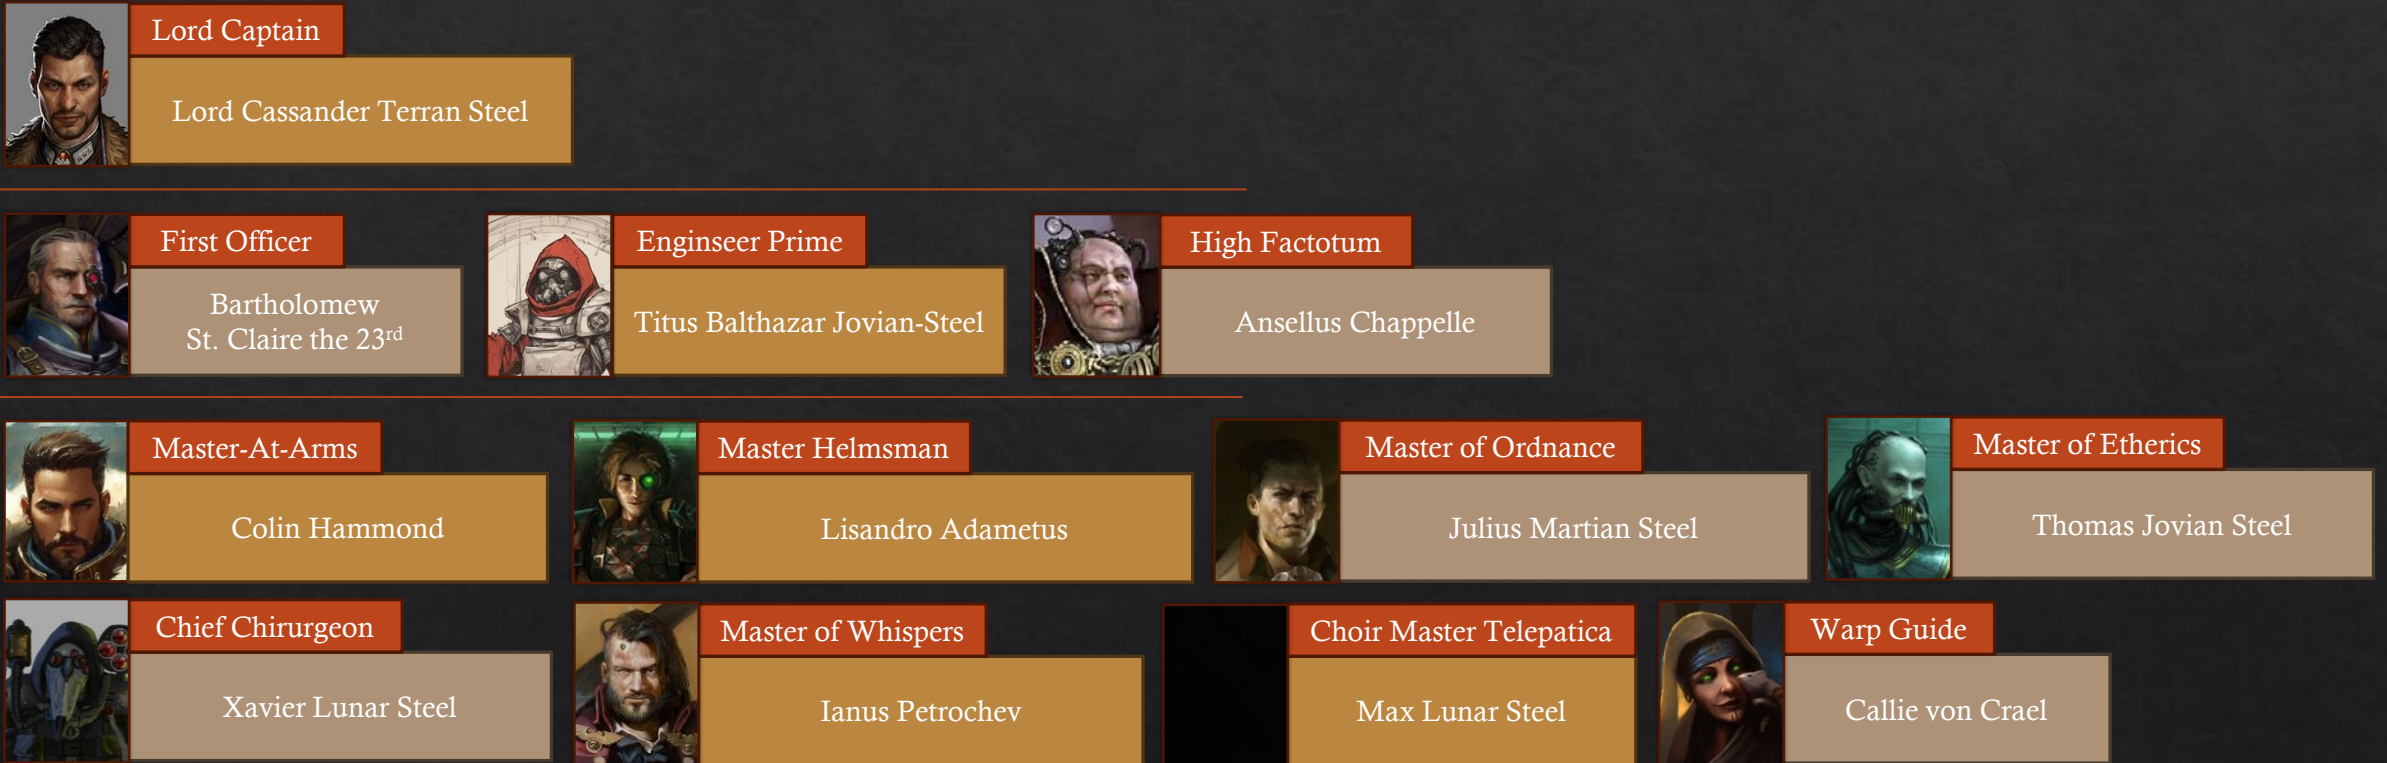 Lord Captain
Lord Cassander Terran Steel
First Officer
Bartholomew
St. Claire the 23rd
Enginseer Prime
Titus Balthazar Jovian-Steel
High Factotum
Ansellus Chappelle
Master-At-Arms
Colin Hammond
Master Helmsman
Lisandro Adametus
Master of Ordnance
Julius Martian Steel
Master of Etherics
Thomas Jovian Steel
Chief Chirurgeon
Xavier Lunar Steel
Master of Whispers
Ianus Petrochev
Choir Master Telepatica
Max Lunar Steel
Warp Guide
Callie von Crael